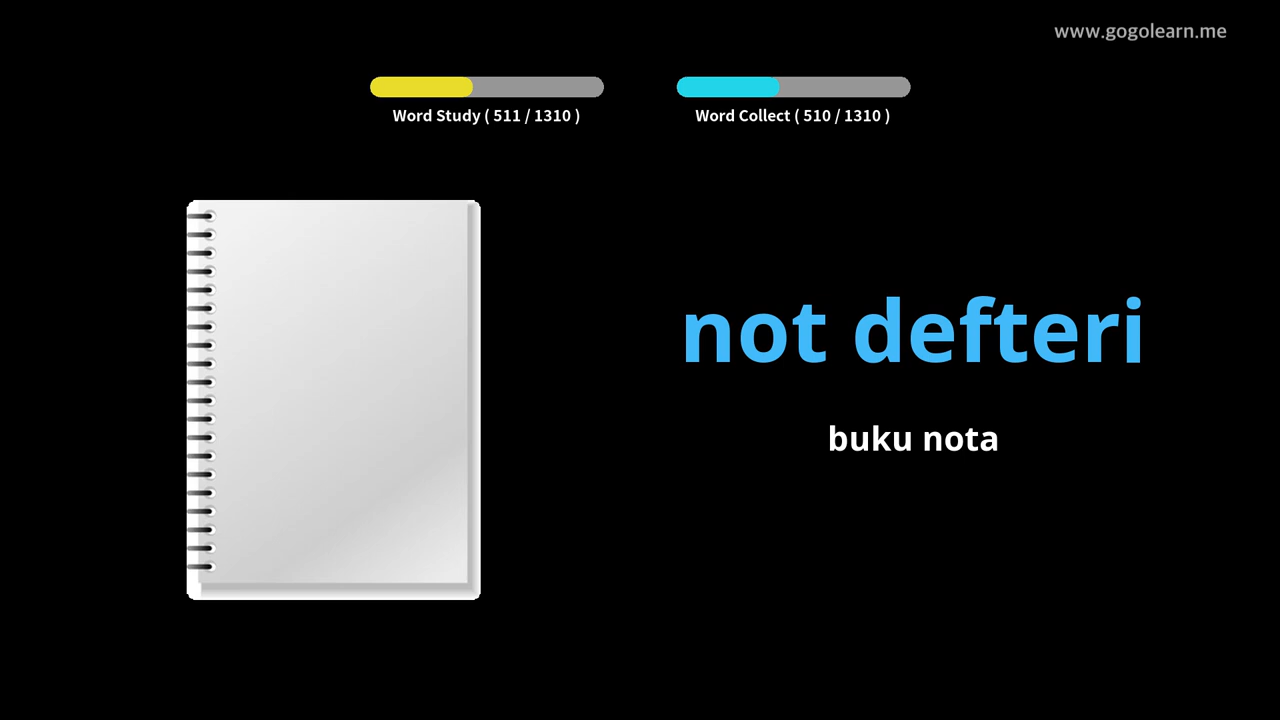 www.gogolearn.me
Word Study ( 511 / 1310 )
Word Collect ( 510 / 1310 )
not defteri
buku nota